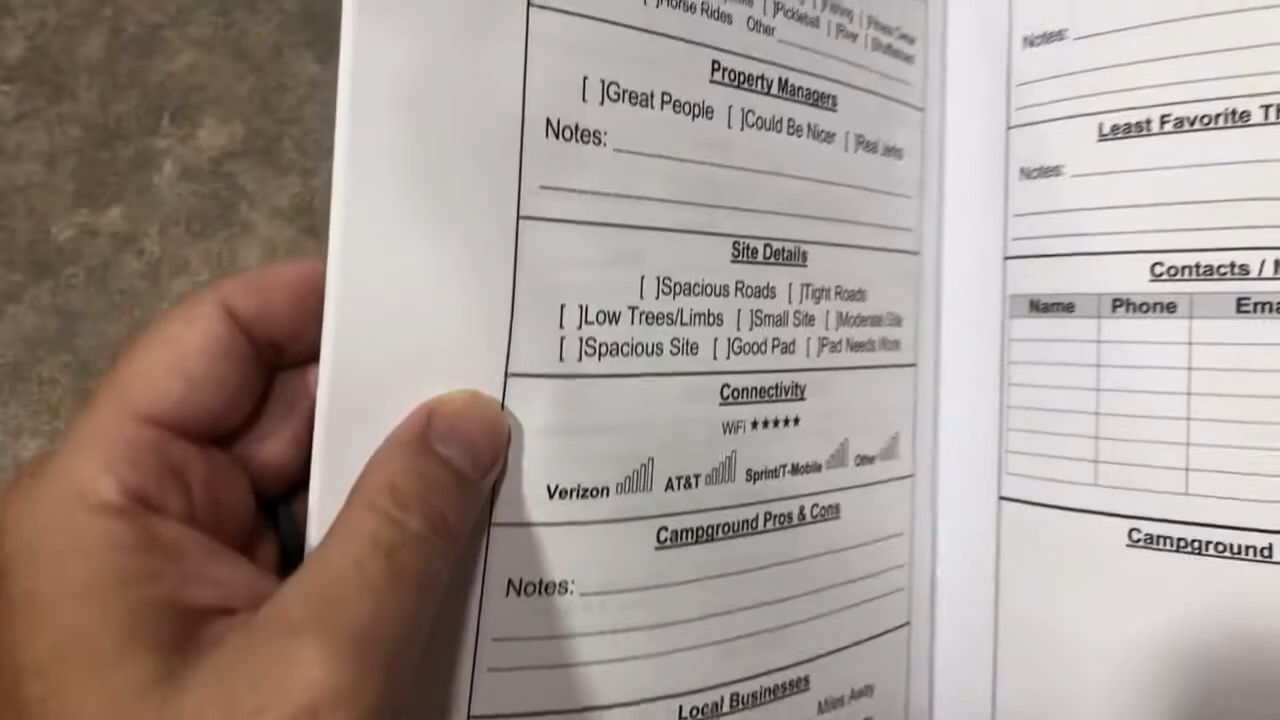 [ ]Horse Rides Other
[ ]Pickleball [ ]River
Property Managers
[ ]Great People [ ]Could Be Nicer [ ]Real Jerks
Notes:
Site Details
[ ]Spacious Roads [ ]Tight Roads
[ ]Low Trees/Limbs [ ]Small Site [ ]Moderate Site
[ ]Spacious Site [ ]Good Pad [ ]Pad Needs Work
Connectivity
WiFi ★★★★★
Verizon AT&T Sprint/T-Mobile Other
Campground Pros & Cons
Notes:
Local Businesses
Miles Away
Notes:
Least Favorite
Notes:
Contacts /
Name Phone
Campground